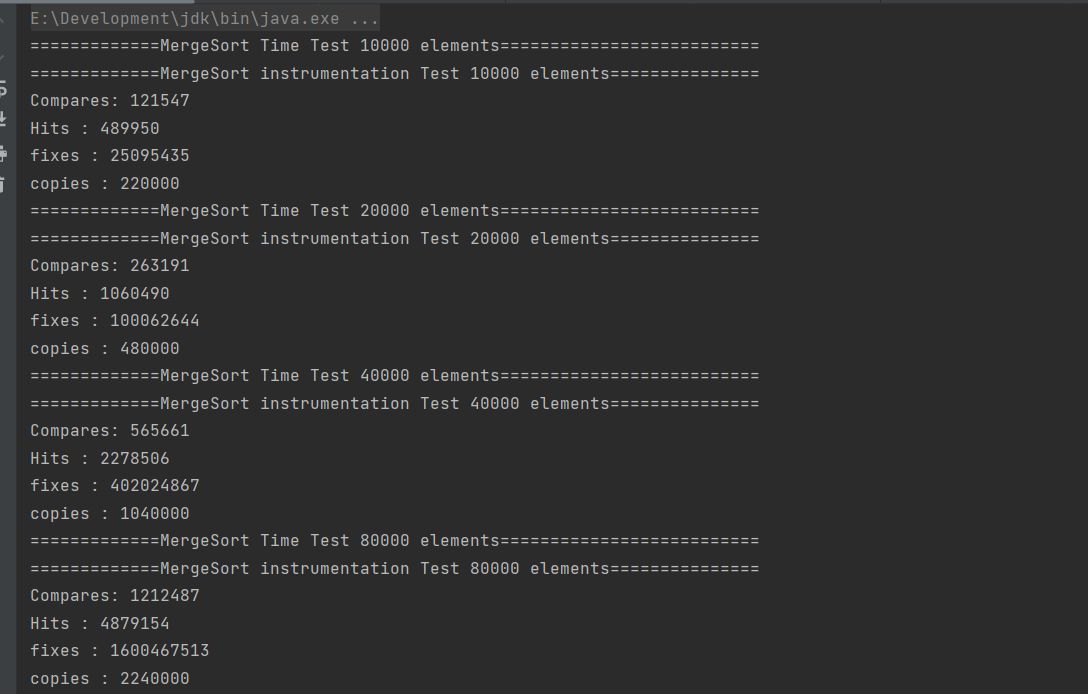 E:\Development\jdk\bin\java.exe ...
=============MergeSort Time Test 10000 elements==========================
=============MergeSort instrumentation Test 10000 elements===============
Compares: 121547
Hits : 489950
fixes : 25095435
copies : 220000
=============MergeSort Time Test 20000 elements==========================
=============MergeSort instrumentation Test 20000 elements===============
Compares: 263191
Hits : 1060490
fixes : 100062644
copies : 480000
=============MergeSort Time Test 40000 elements==========================
=============MergeSort instrumentation Test 40000 elements===============
Compares: 565661
Hits : 2278506
fixes : 402024867
copies : 1040000
=============MergeSort Time Test 80000 elements==========================
=============MergeSort instrumentation Test 80000 elements===============
Compares: 1212487
Hits : 4879154
fixes : 1600467513
copies : 2240000